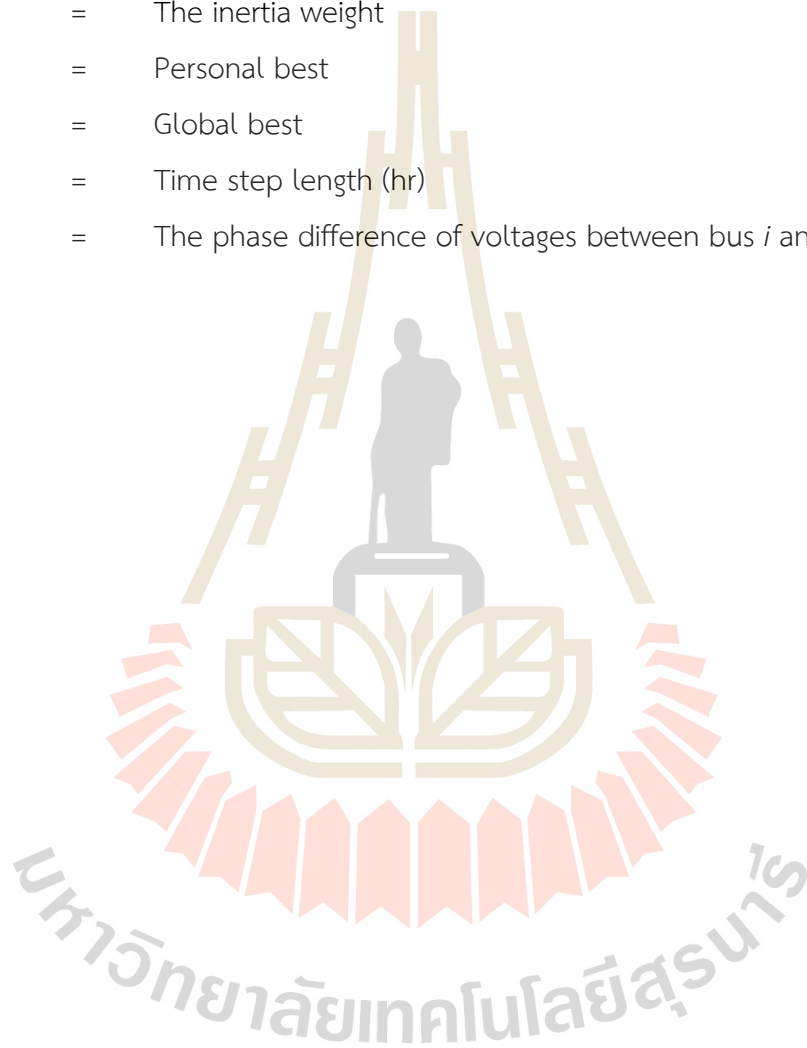 = The inertia weight
= Personal best
= Global best
= Time step length (hr)
= The phase difference of voltages between bus i
มหาวิทยาลัยเทคโนโลยีสุรนารี